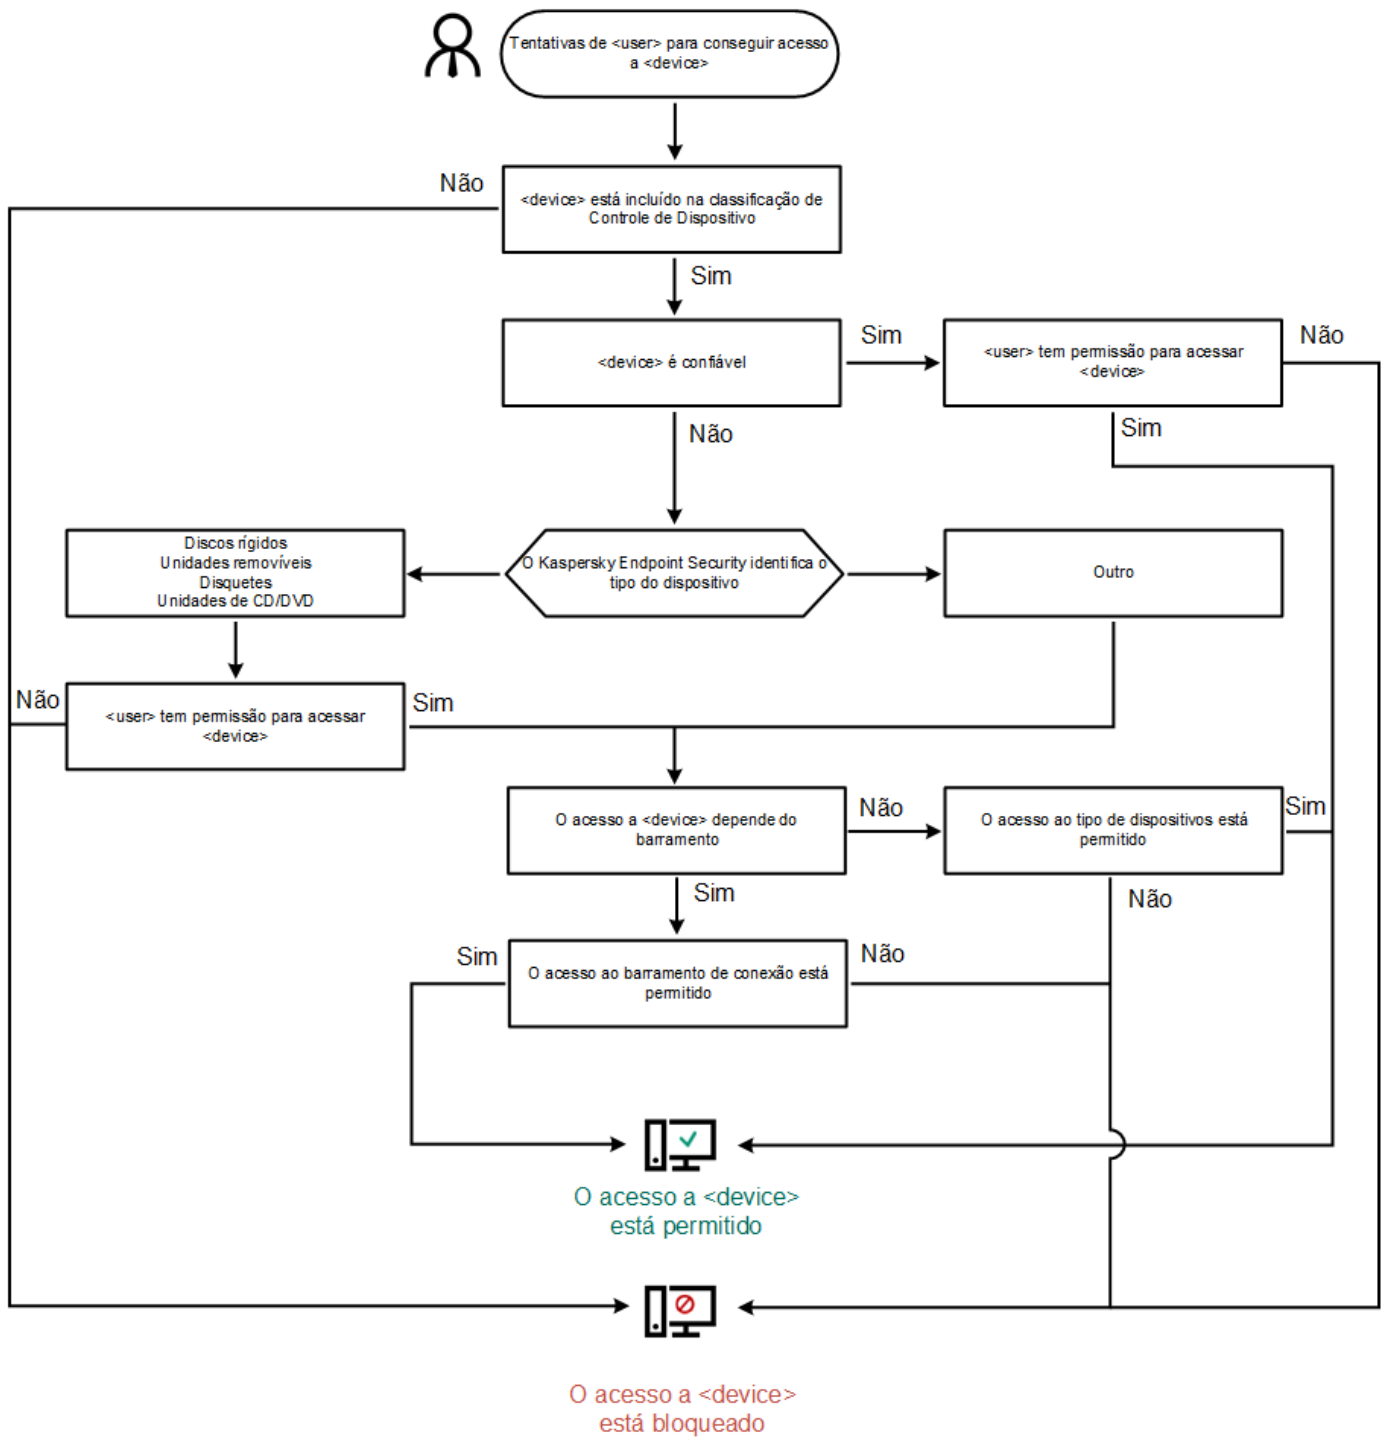 Tentativas de <user> para conseguir acesso
a <device>
Não
<device> está incluído na classificação de
Controle de Dispositivo
Sim
<device> é confiável
Sim
<user> tem permissão para acessar
<device>
Não
Não
Sim
Discos rígidos
Unidades removíveis
Disquetes
Unidades de CD/DVD
O Kaspersky Endpoint Security identifica o
tipo do dispositivo
Outro
Não
<user> tem permissão para acessar
<device>
Sim
O acesso a <device> depende do
barramento
Não
O acesso ao tipo de dispositivos está
permitido
Sim
Sim
Não
Sim
O acesso ao barramento de conexão está
permitido
Não
O acesso a <device>
está permitido
O acesso a <device>
está bloqueado